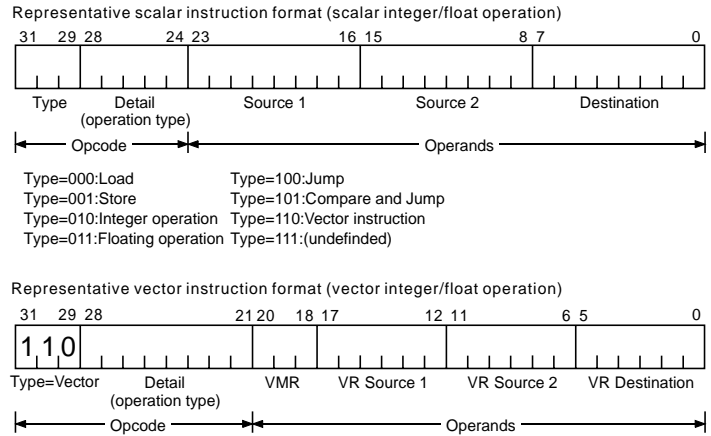 Representative scalar instruction format (scalar integer/float operation)
31 29 28 24 23 16 15 8 7 0
Type Detail Source 1 Source 2 Destination
(operation type)
Opcode Operands
Type=000:Load Type=100:Jump
Type=001:Store Type=101:Compare and Jump
Type=010:Integer operation Type=110:Vector instruction
Type=011:Floating operation Type=111:(undefinded)
Representative vector instruction format (vector integer/float operation)
31 29 28 21 20 18 17 12 11 6 5 0
1 1 0
Type=Vector Detail VMR VR Source 1 VR Source 2 VR Destination
(operation type)
Opcode Operands